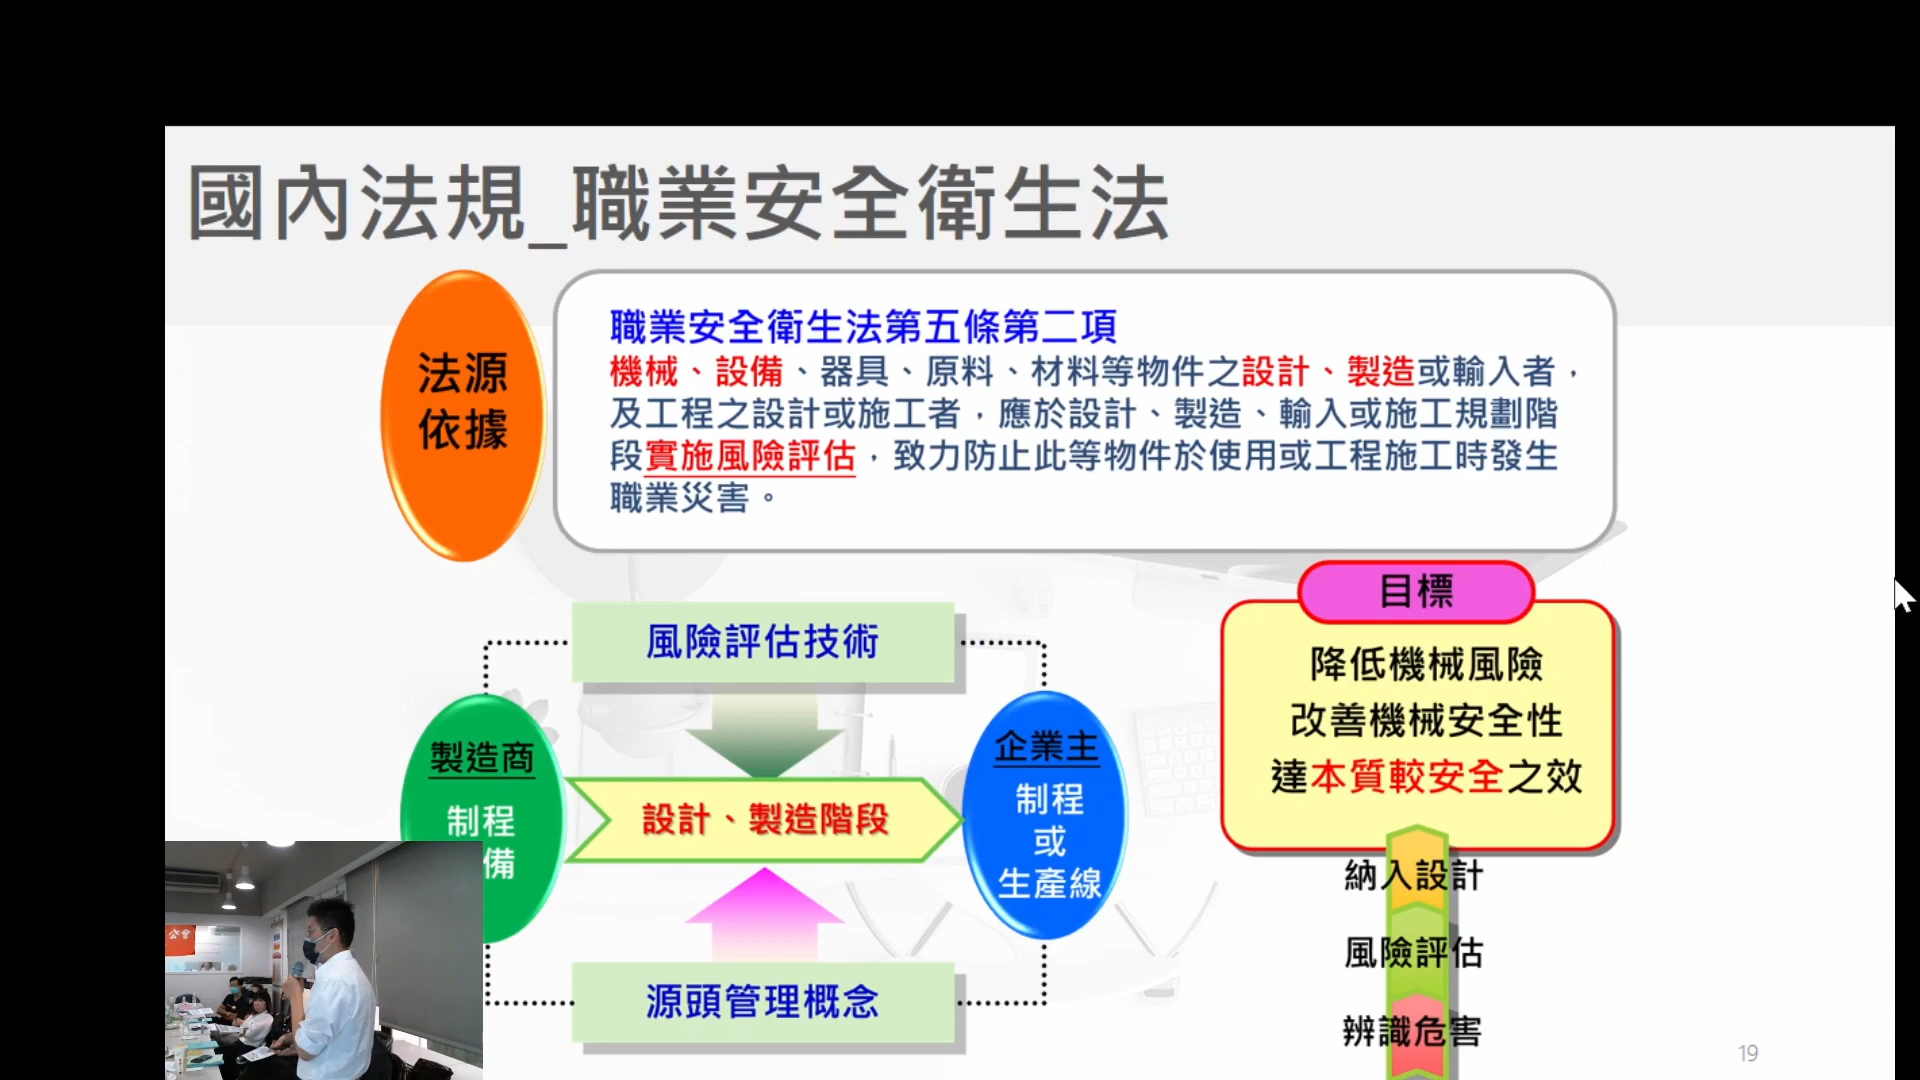 國內法規_職業安全衛生法
法源
依據
職業安全衛生法第五條第二項
機械、設備、器具、原料、材料等物件之設計、製造或輸入者，
及工程之設計或施工者，應於設計、製造、輸入或施工規劃階
段實施風險評估，致力防止此等物件於使用或工程施工時發生
職業災害。
風險評估技術
製造商
制程
備
設計、製造階段
企業主
制程
或
生產線
源頭管理概念
目標
降低機械風險
改善機械安全性
達本質較安全之效
納入設計
風險評估
辨識危害
公會
19